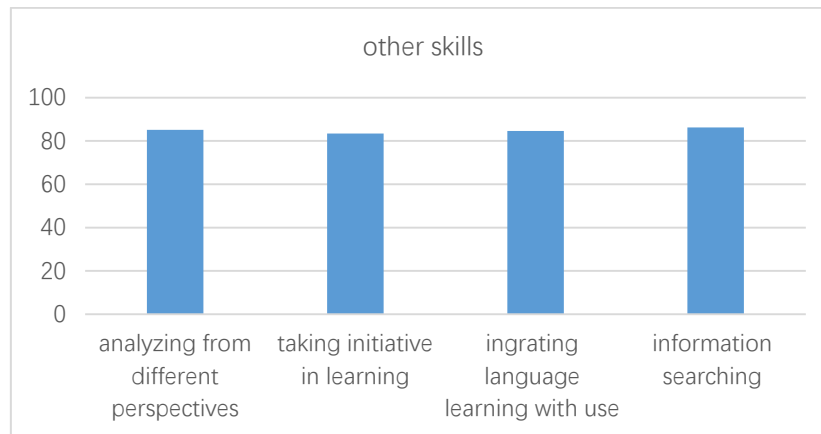 other skills
100
80
60
40
20
0
analyzing from
different
perspectives
taking initiative
in learning
ingrating
language
learning with use
information
searching